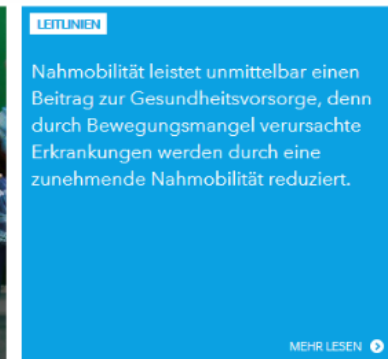 LEITLINIEN
Nahmobilität leistet unmittelbar einen
Beitrag zur Gesundheitsvorsorge, denn
durch Bewegungsmangel verursachte
Erkrankungen werden durch eine
zunehmende Nahmobilität reduziert.
MEHR LESEN